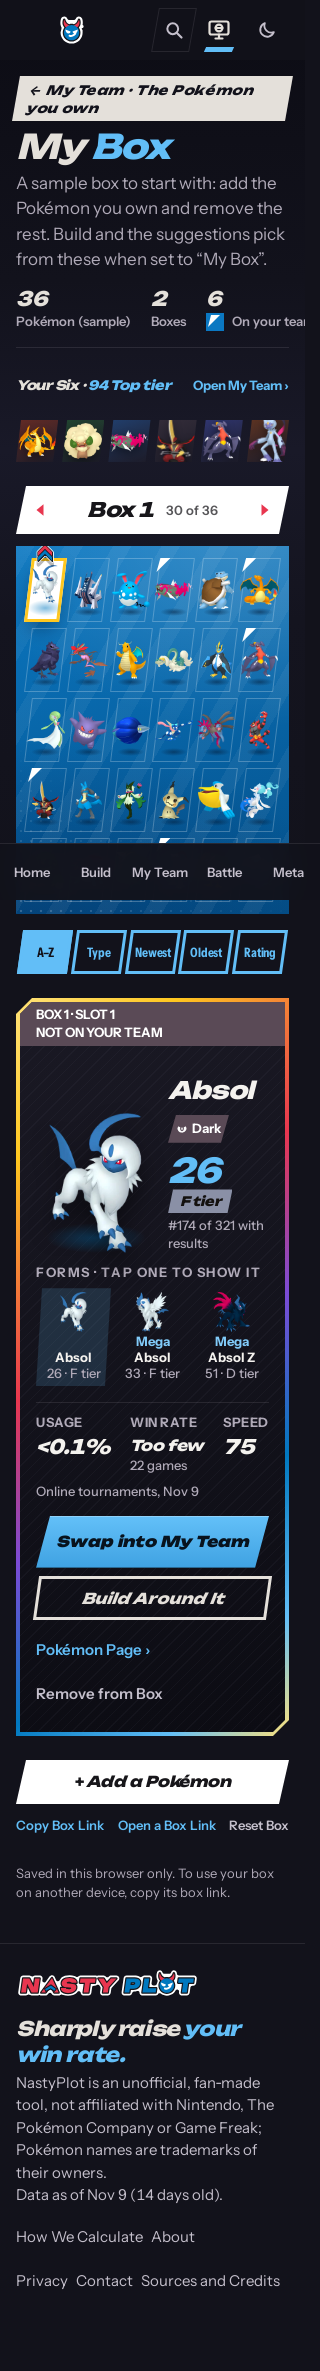 ← My Team · The Pokémon
you own
My Box
A sample box to start with: add the
Pokémon you own and remove the
rest. Build and the suggestions pick
from these when set to “My Box”.
36
Pokémon (sample)
2
Boxes
6
On your tea
Your Six · 94 Top tier
Open My Team ›
Box 1
30 of 36
Home
Build
My Team
Battle
Meta
A–Z
Type
Newest
Oldest
Rating
BOX 1 · SLOT 1
NOT ON YOUR TEAM
Absol
Dark
26
F tier
#174 of 321 with
results
FORMS · TAP ONE TO SHOW IT
Absol
26 · F tier
Mega
Absol
33 · F tier
Mega
Absol Z
51 · D tier
USAGE
<0.1%
WIN RATE
Too few
22 games
SPEED
75
Online tournaments, Nov 9
Swap into My Team
Build Around It
Pokémon Page ›
Remove from Box
+ Add a Pokémon
Copy Box Link
Open a Box Link
Reset Box
Saved in this browser only. To use your box
on another device, copy its box link.
NASTY PLOT
Sharply raise your
win rate.
NastyPlot is an unofficial, fan-made
tool, not affiliated with Nintendo, The
Pokémon Company or Game Freak;
Pokémon names are trademarks of
their owners.
Data as of Nov 9 (14 days old).
How We Calculate
About
Privacy
Contact
Sources and Credits